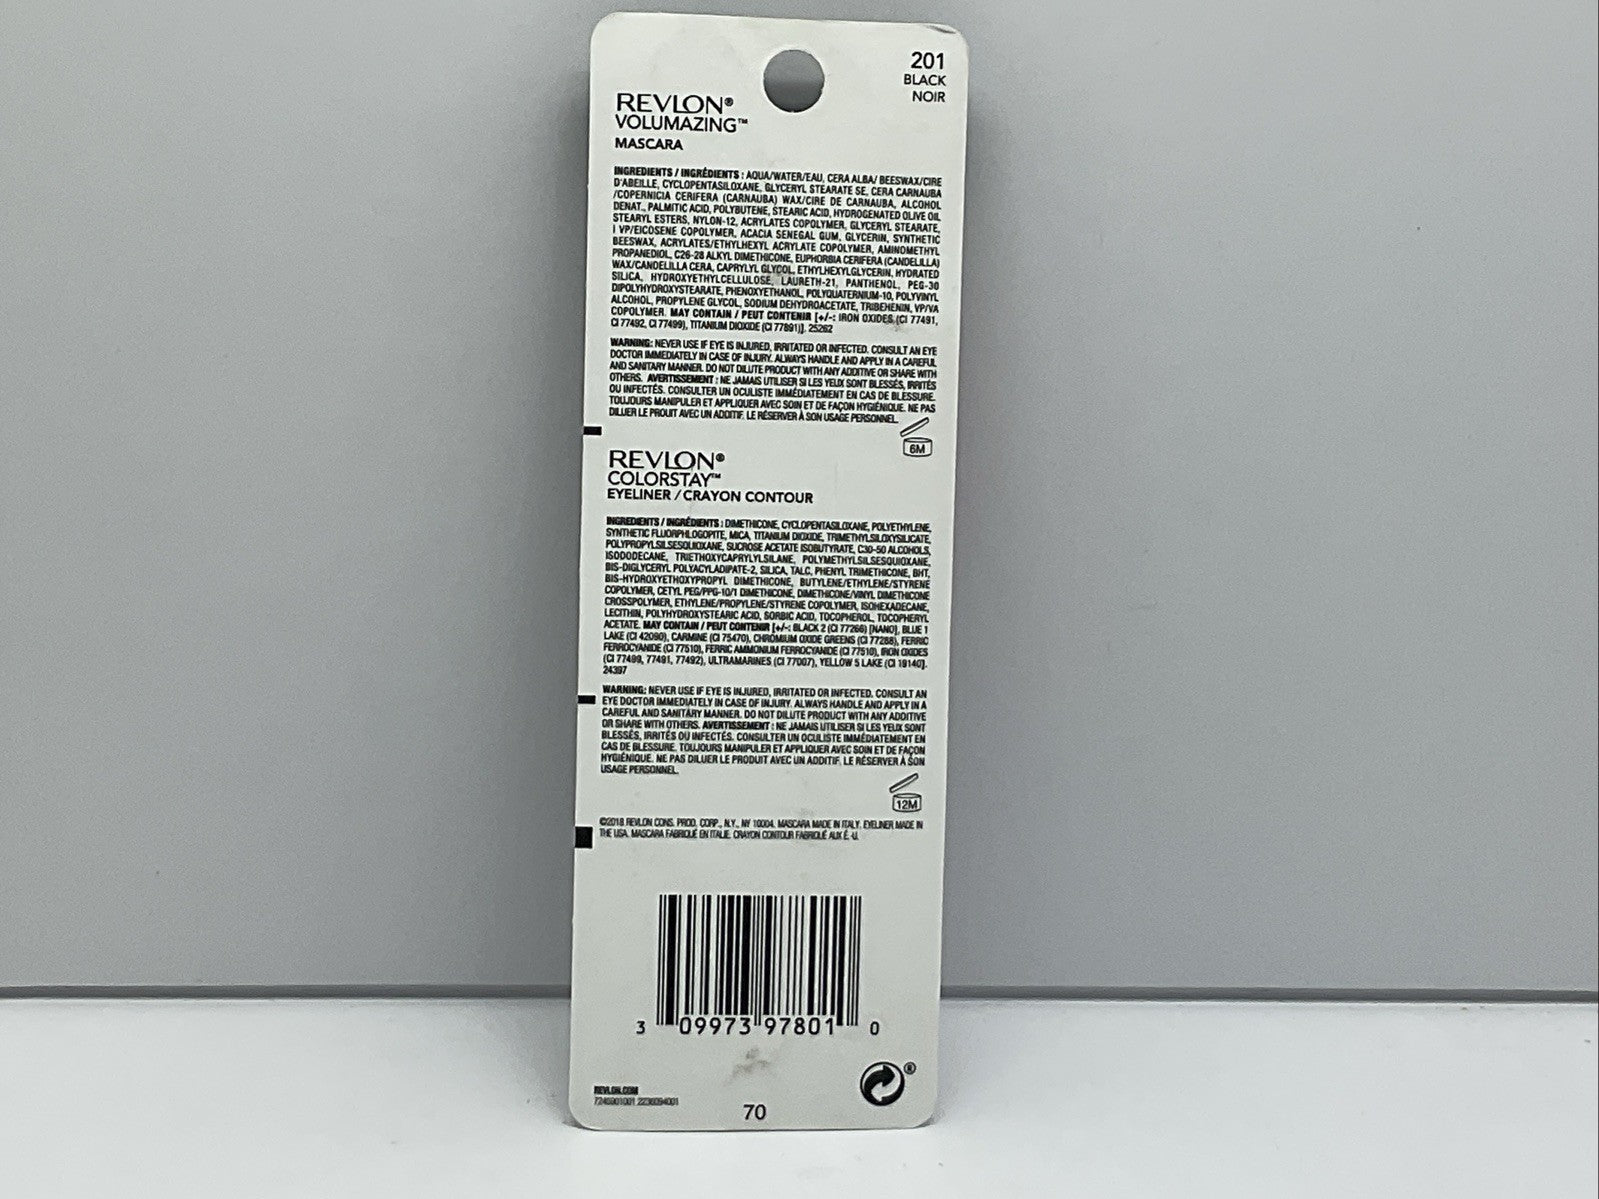 201
BLACK
NOIR
REVLON®
VOLUMAZING™
MASCARA
INGREDIENTS / INGRÉDIENTS : AQUA/WATER/EAU, CERA ALBA/ BEESWAX/CIRE
D'ABEILLE, CYCLOPENTASILOXANE, GLYCERYL STEARATE SE, CERA CARNAUBA
/COPERNICIA CERIFERA (CARNAUBA) WAX/CIRE DE CARNAUBA, ALCOHOL
DENAT., PALMITIC ACID, POLYBUTENE, STEARIC ACID, HYDROGENATED OLIVE OIL
STEARYL ESTERS, NYLON-12, ACRYLATES COPOLYMER, GLYCERYL STEARATE,
VP/EICOSENE COPOLYMER, ACACIA SENEGAL GUM, GLYCERIN, SYNTHETIC
BEESWAX, ACRYLATES/ETHYLHEXYL ACRYLATE COPOLYMER, AMINOMETHYL
PROPANEDIOL, C26-28 ALKYL DIMETHICONE, EUPHORBIA CERIFERA (CANDELILLA)
WAX/CANDELILLA CERA, CAPRYLYL GLYCOL, ETHYLHEXYLGLYCERIN, HYDRATED
SILICA, HYDROXYETHYLCELLULOSE, LAURETH-21, PANTHENOL, PEG-30
DIPOLYHYDROXYSTEARATE, PHENOXYETHANOL, POLYQUATERNIUM-10, POLYVINYL
ALCOHOL, PROPYLENE GLYCOL, SODIUM DEHYDROACETATE, TRIBEHENIN, VP/VA
COPOLYMER. MAY CONTAIN / PEUT CONTENIR [+/-: IRON OXIDES (CI 77491,
CI 77492, CI 77499), TITANIUM DIOXIDE (CI 77891)]. 25262
WARNING: NEVER USE IF EYE IS INJURED, IRRITATED OR INFECTED. CONSULT AN EYE
DOCTOR IMMEDIATELY IN CASE OF INJURY. ALWAYS HANDLE AND APPLY IN A CAREFUL
AND SANITARY MANNER. DO NOT DILUTE PRODUCT WITH ANY ADDITIVE OR SHARE WITH
OTHERS. AVERTISSEMENT : NE JAMAIS UTILISER SI LES YEUX SONT BLESSÉS, IRRITÉS
OU INFECTÉS. CONSULTER UN OCULISTE IMMÉDIATEMENT EN CAS DE BLESSURE.
TOUJOURS MANIPULER ET APPLIQUER AVEC SOIN ET DE FAÇON HYGIÉNIQUE. NE PAS
DILUER LE PRODUIT AVEC UN ADDITIF. LE RÉSERVER À SON USAGE PERSONNEL.
6M
REVLON®
COLORSTAY™
EYELINER / CRAYON CONTOUR
INGREDIENTS / INGRÉDIENTS : DIMETHICONE, CYCLOPENTASILOXANE, POLYETHYLENE,
SYNTHETIC FLUORPHLOGOPITE, MICA, TITANIUM DIOXIDE, TRIMETHYLSILOXYSILICATE,
POLYPROPYLSILSESQUIOXANE, SUCROSE ACETATE ISOBUTYRATE, C30-50 ALCOHOLS,
ISODODECANE, TRIETHOXYCAPRYLYLSILANE, POLYMETHYLSILSESQUIOXANE,
BIS-DIGLYCERYL POLYACYLADIPATE-2, SILICA, TALC, PHENYL TRIMETHICONE, BHT,
BIS-HYDROXYETHOXYPROPYL DIMETHICONE, BUTYLENE/ETHYLENE/STYRENE
COPOLYMER, CETYL PEG/PPG-10/1 DIMETHICONE, DIMETHICONE/VINYL DIMETHICONE
CROSSPOLYMER, ETHYLENE/PROPYLENE/STYRENE COPOLYMER, ISOHEXADECANE,
LECITHIN, POLYHYDROXYSTEARIC ACID, SORBIC ACID, TOCOPHEROL, TOCOPHERYL
ACETATE. MAY CONTAIN / PEUT CONTENIR [+/-: BLACK 2 (CI 77266) [NANO], BLUE 1
LAKE (CI 42090), CARMINE (CI 75470), CHROMIUM OXIDE GREENS (CI 77288), FERRIC
FERROCYANIDE (CI 77510), FERRIC AMMONIUM FERROCYANIDE (CI 77510), IRON OXIDES
(CI 77499, 77491, 77492), ULTRAMARINES (CI 77007), YELLOW 5 LAKE (CI 19140)].
24397
WARNING: NEVER USE IF EYE IS INJURED, IRRITATED OR INFECTED. CONSULT AN
EYE DOCTOR IMMEDIATELY IN CASE OF INJURY. ALWAYS HANDLE AND APPLY IN A
CAREFUL AND SANITARY MANNER. DO NOT DILUTE PRODUCT WITH ANY ADDITIVE
OR SHARE WITH OTHERS. AVERTISSEMENT : NE JAMAIS UTILISER SI LES YEUX SONT
BLESSÉS, IRRITÉS OU INFECTÉS. CONSULTER UN OCULISTE IMMÉDIATEMENT EN
CAS DE BLESSURE. TOUJOURS MANIPULER ET APPLIQUER AVEC SOIN ET DE FAÇON
HYGIÉNIQUE. NE PAS DILUER LE PRODUIT AVEC UN ADDITIF. LE RÉSERVER À SON
USAGE PERSONNEL.
12M
©2018 REVLON CONS. PROD. CORP., N.Y., NY 10004. MASCARA MADE IN ITALY. EYELINER MADE IN
THE USA. MASCARA FABRIQUÉ EN ITALIE. CRAYON CONTOUR FABRIQUÉ AUX É.-U.
3 09973 97801 0
®
REVLON.COM
70